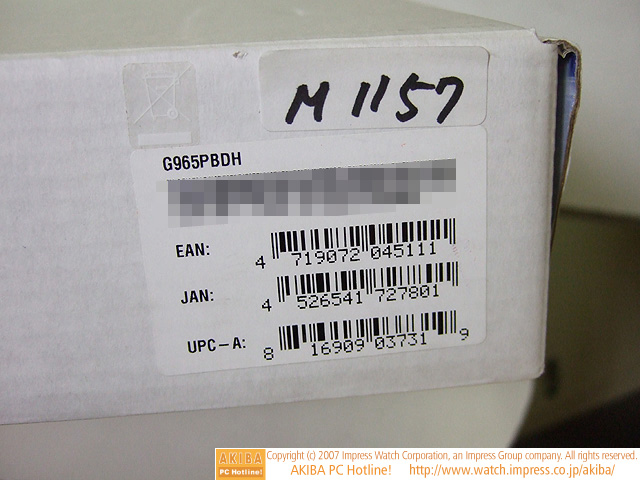 M 1157
G965PBDH
EAN: 4 719072 045111
JAN: 4 526541 727801
UPC-A: 8 16909 03731 9
AKIBA PC Hotline!
Copyright (c) 2007 Impress Watch Corporation, an Impress Group company. All rights reserved.
AKIBA PC Hotline! http://www.watch.impress.co.jp/akiba/